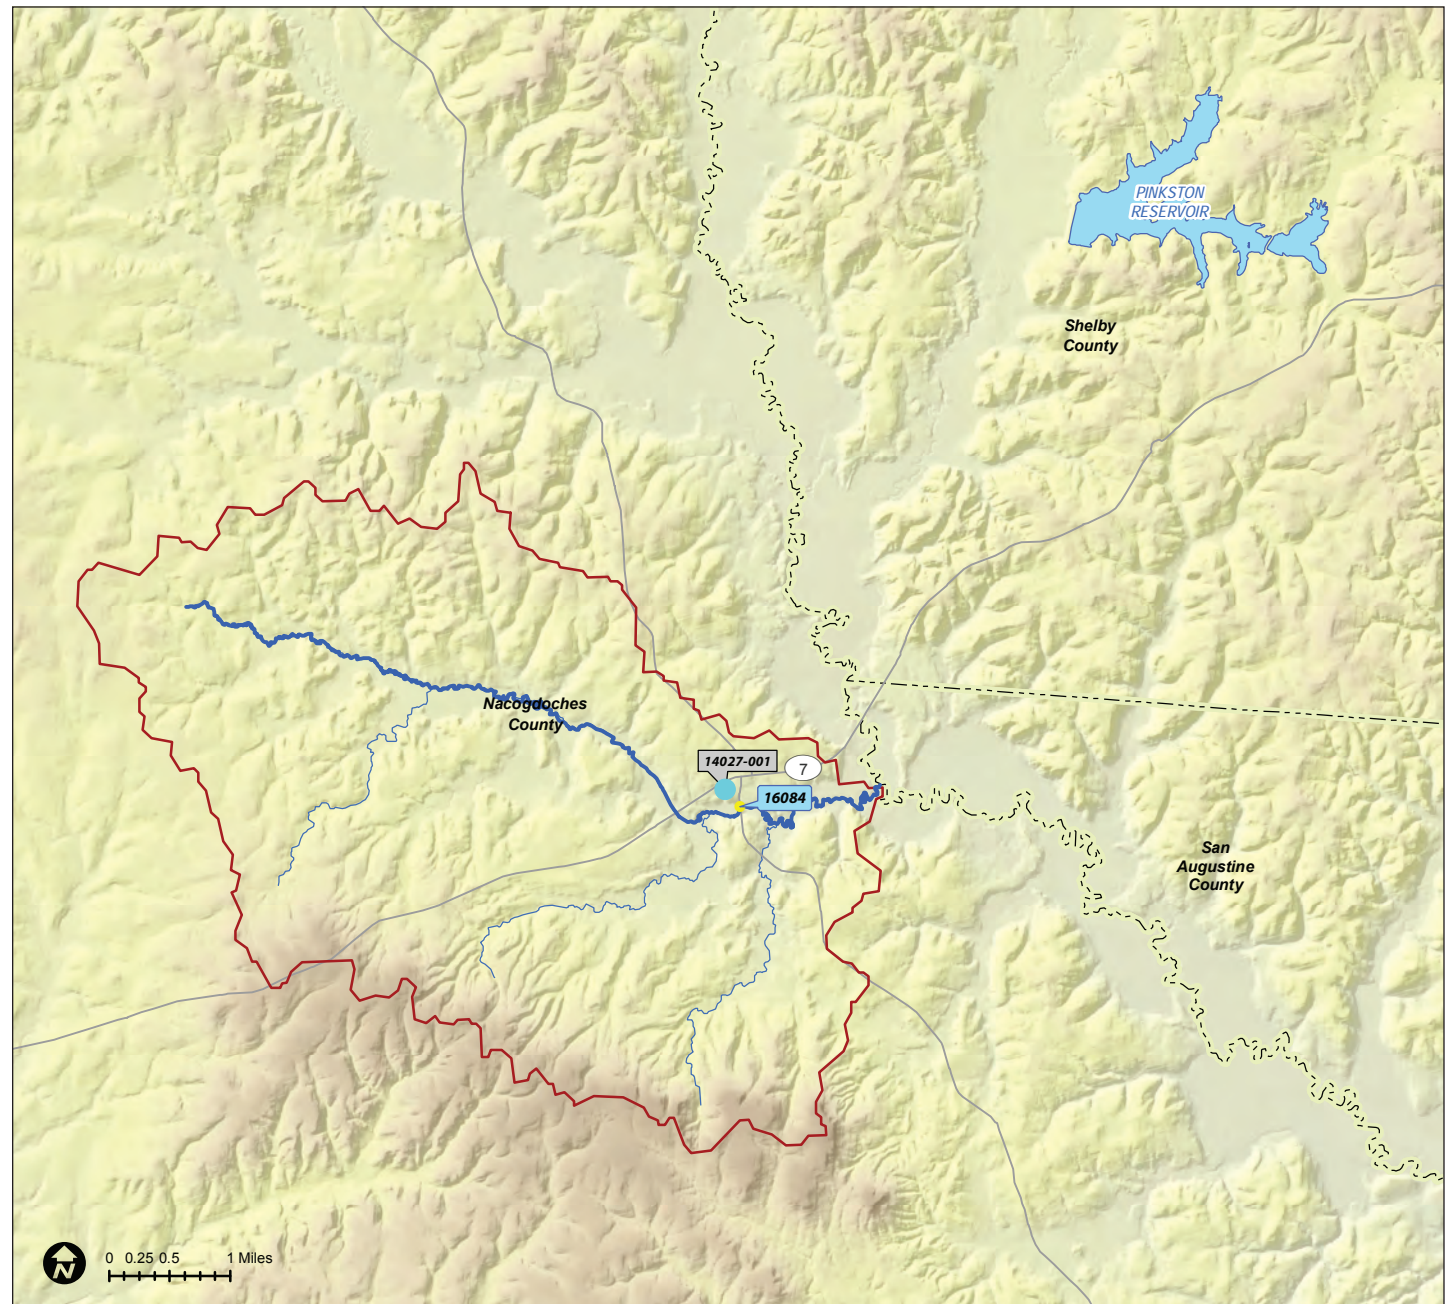 PINKSTON
RESERVOIR
Shelby
County
Nacogdoches
County
14027-001
7
16084
San
Augustine
County
N
0 0.25 0.5 1 Miles